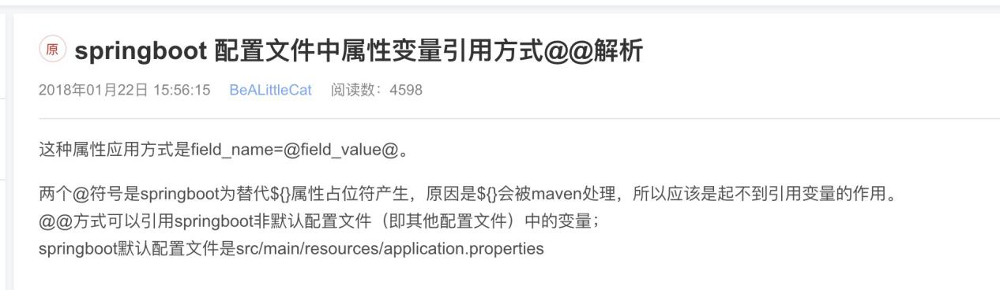 原 springboot 配置文件中属性变量引用方式@@解析
2018年01月22日 15:56:15 BeALittleCat 阅读数：4598
这种属性应用方式是field_name=@field_value@。
两个@符号是springboot为替代${}属性占位符产生，原因是${}会被maven处理，所以应该是起不到引用变量的作用。
@@方式可以引用springboot非默认配置文件（即其他配置文件）中的变量；
springboot默认配置文件是src/main/resources/application.properties